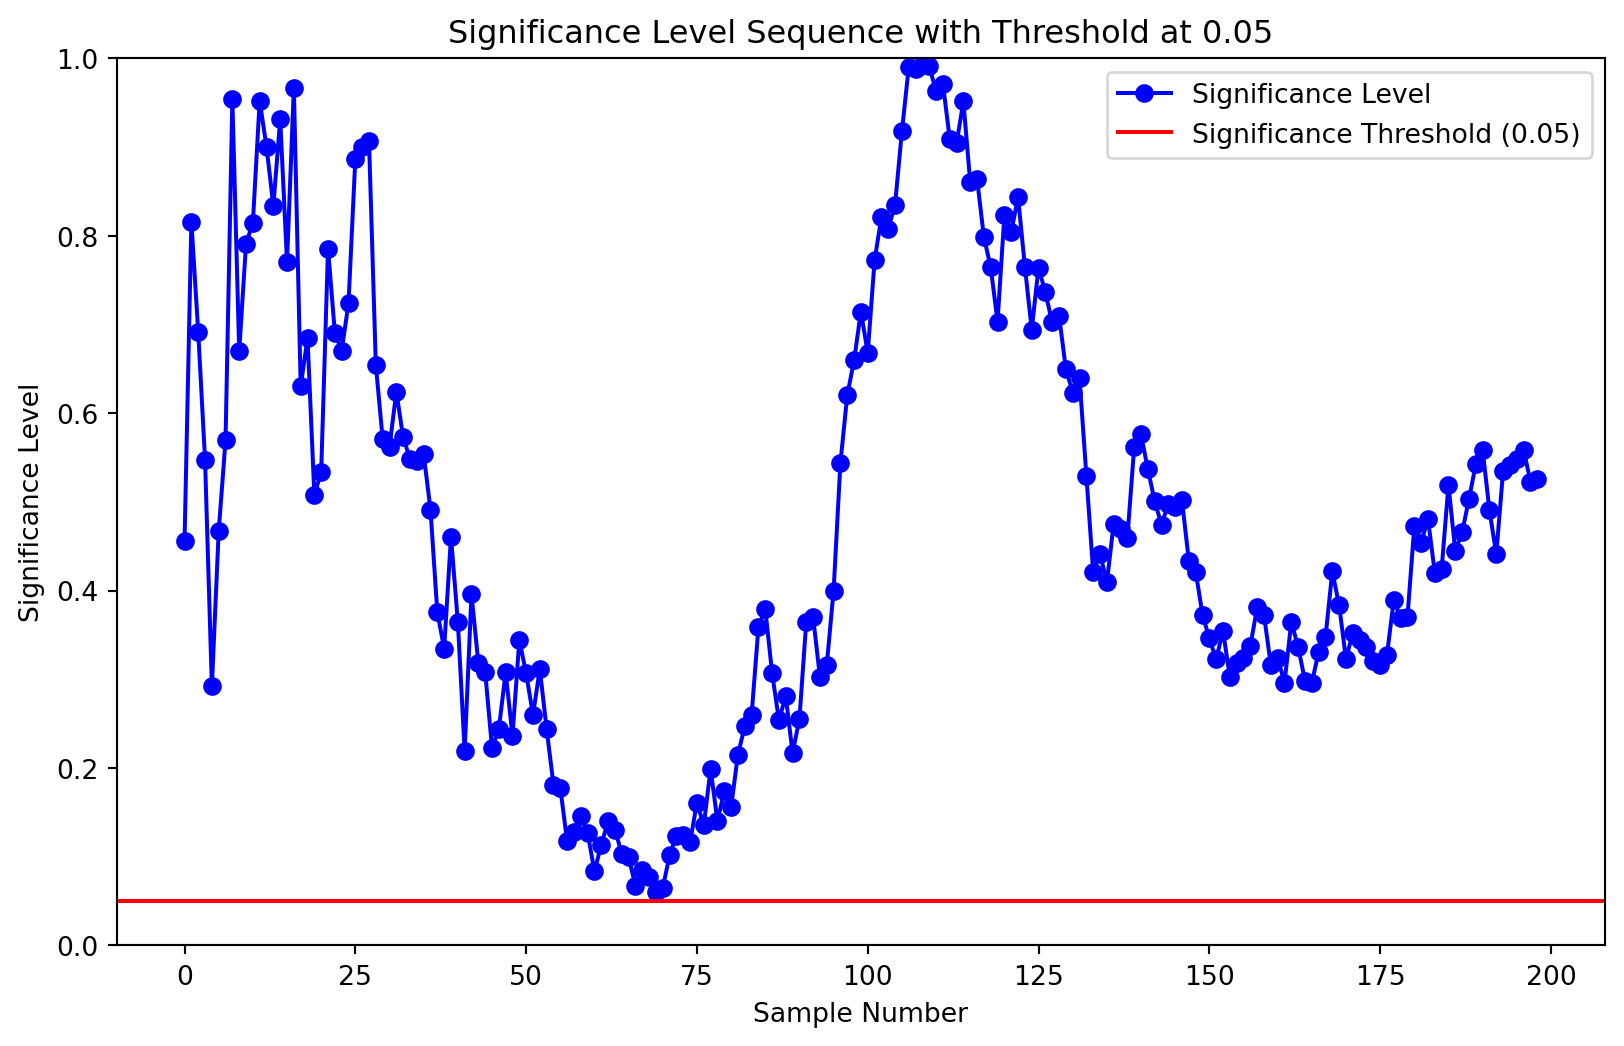 Significance Level Sequence with Threshold at 0.05
Significance Level
Significance Threshold (0.05)
Significance Level
1.0
0.8
0.6
0.4
0.2
0.0
0 25 50 75 100 125 150 175 200
Sample Number